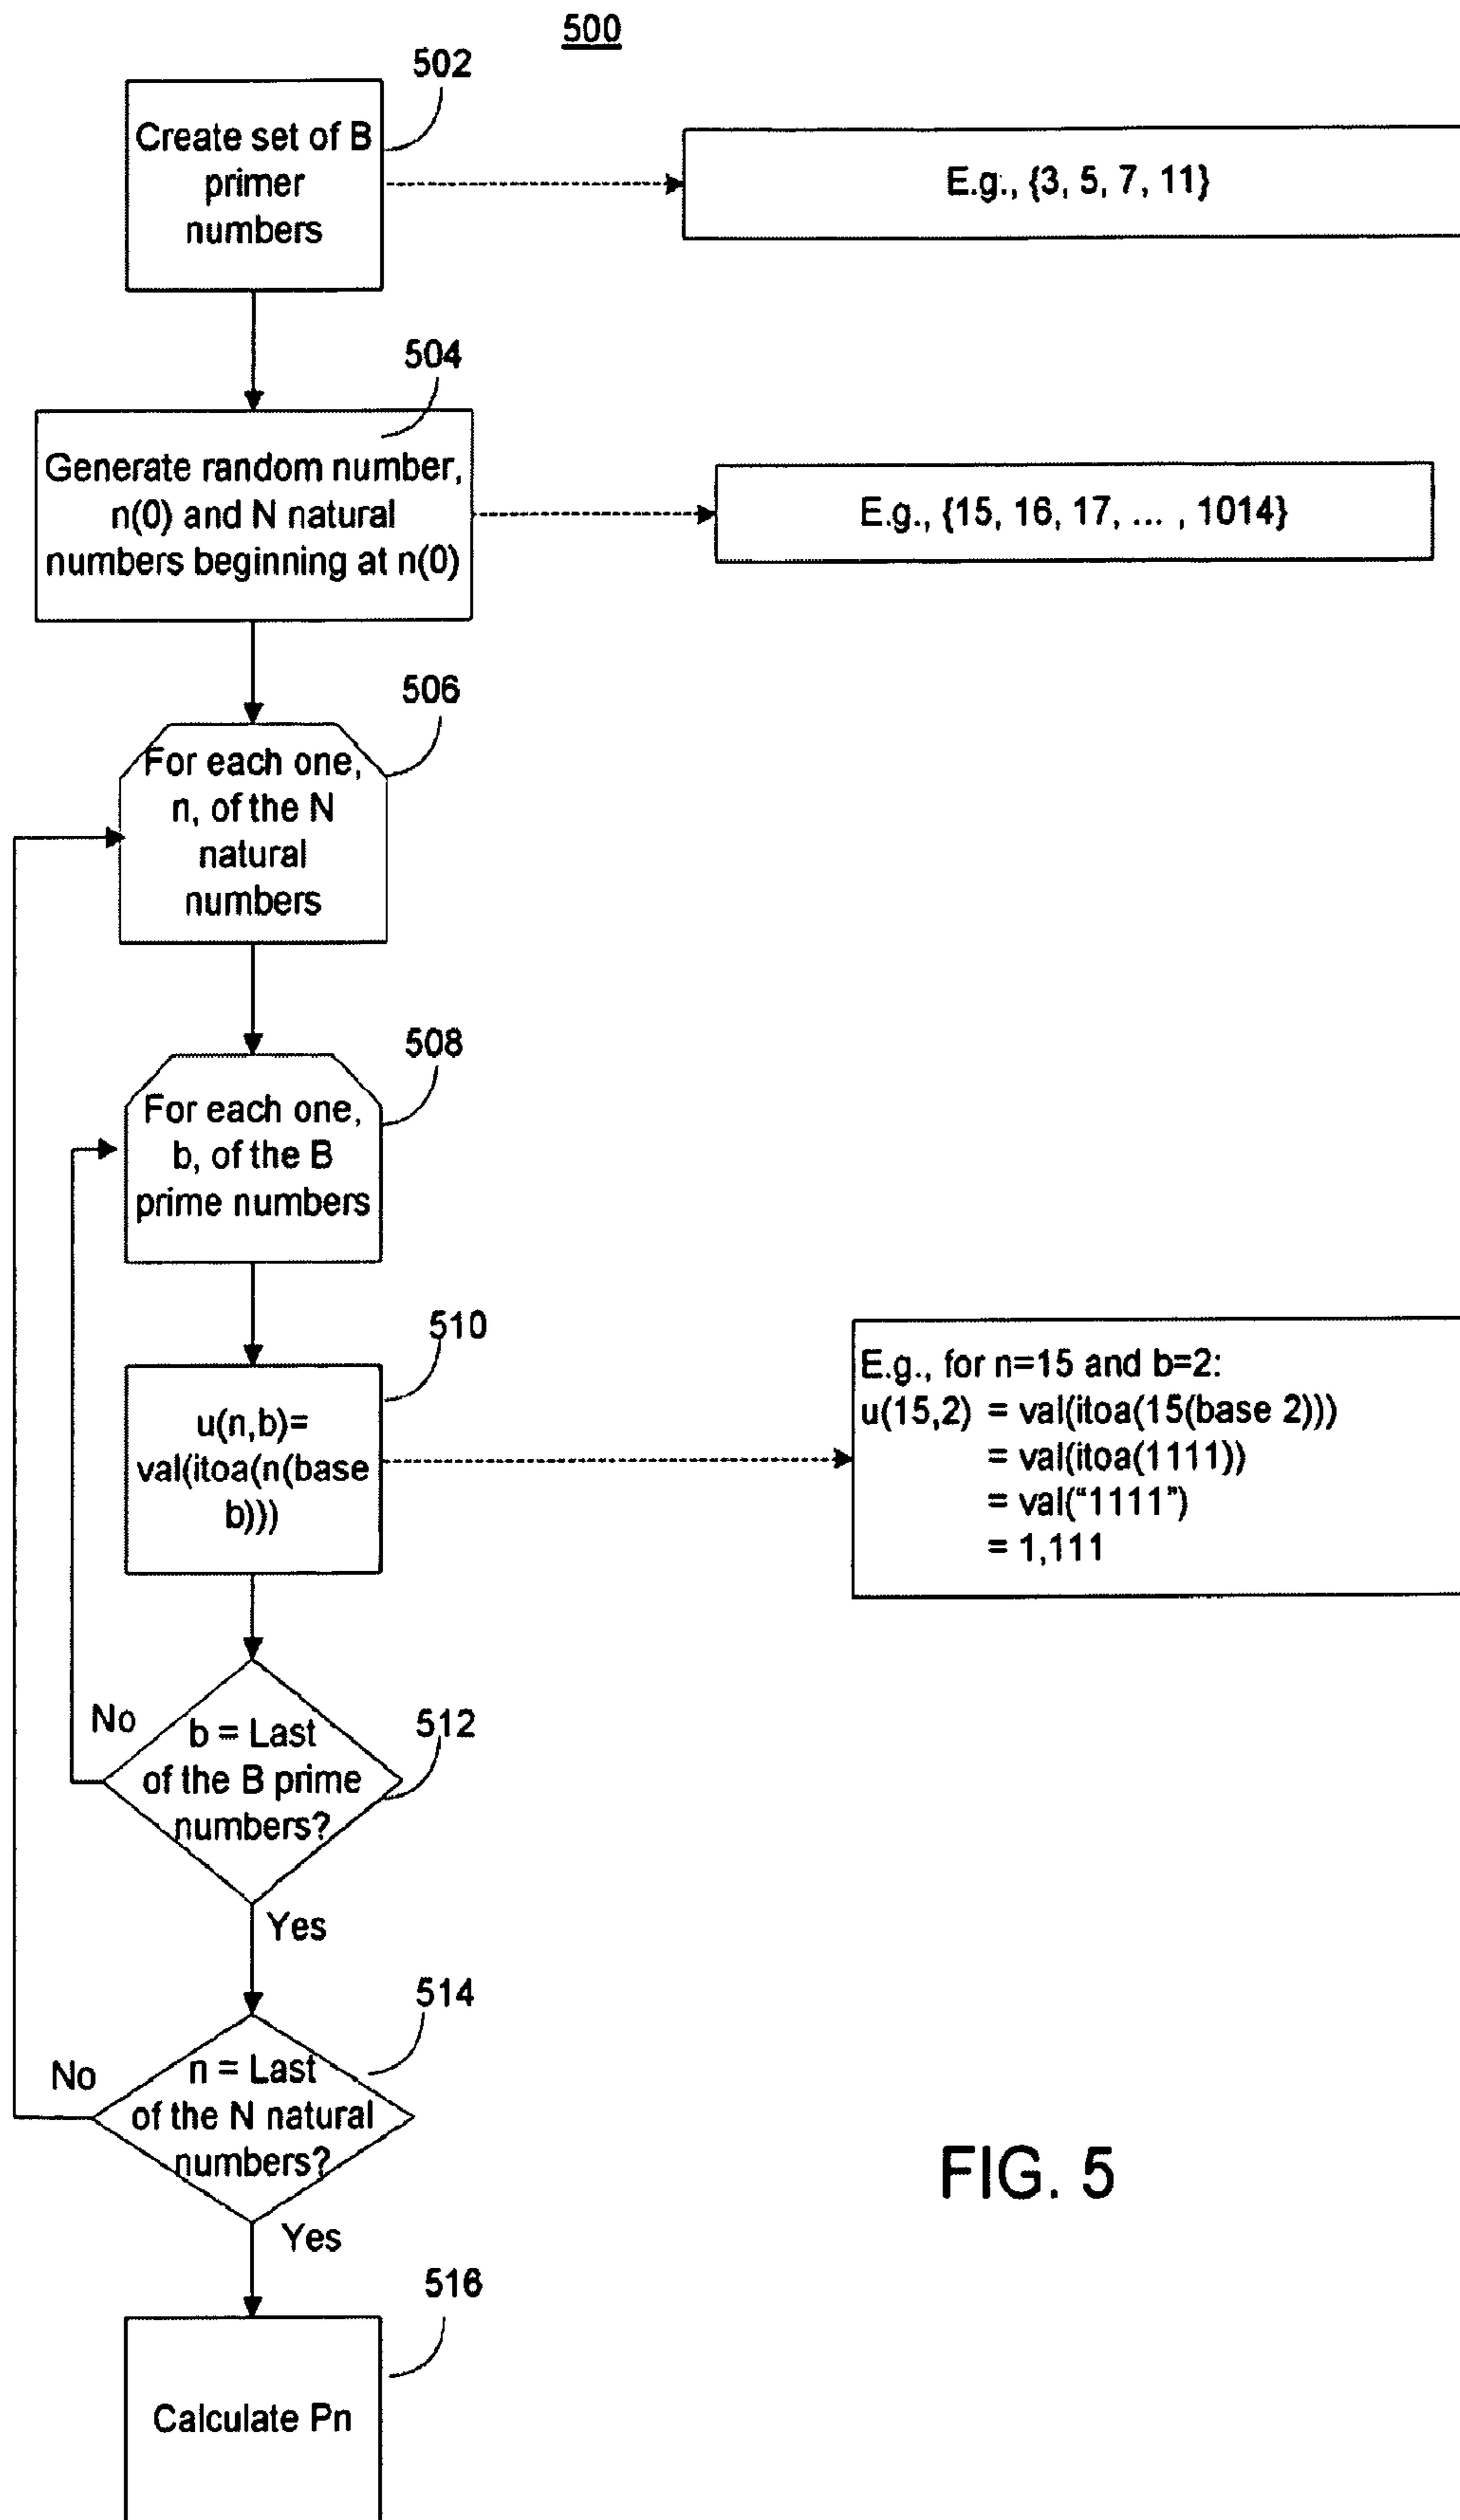 500
502
Create set of B
primer
numbers
E.g., {3, 5, 7, 11}
504
Generate random number,
n(0) and N natural
numbers beginning at n(0)
E.g., {15, 16, 17, ... , 1014}
506
For each one,
n, of the N
natural
numbers
508
For each one,
b, of the B
prime numbers
510
u(n,b)=
val(itoa(n(base
b)))
E.g., for n=15 and b=2:
u(15,2) = val(itoa(15(base 2)))
= val(itoa(1111))
= val("1111")
= 1,111
No
512
b = Last
of the B prime
numbers?
Yes
514
No
n = Last
of the N natural
numbers?
Yes
FIG. 5
516
Calculate Pn